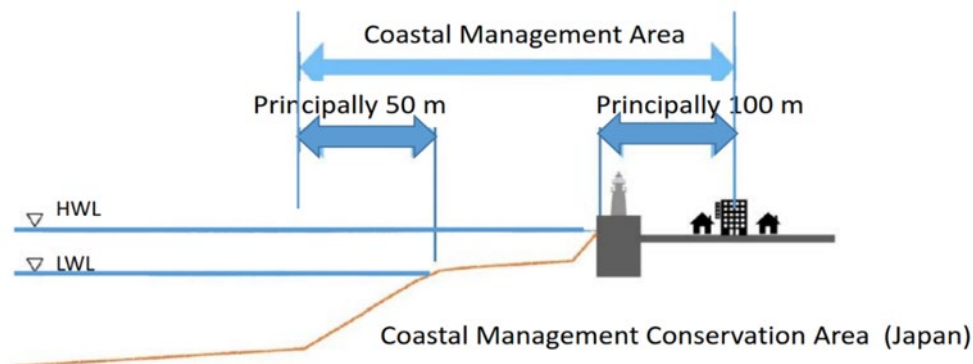 Coastal Management Area
Principally 50 m
Principally 100 m
HWL
LWL
Coastal Management Conservation Area (Japan)